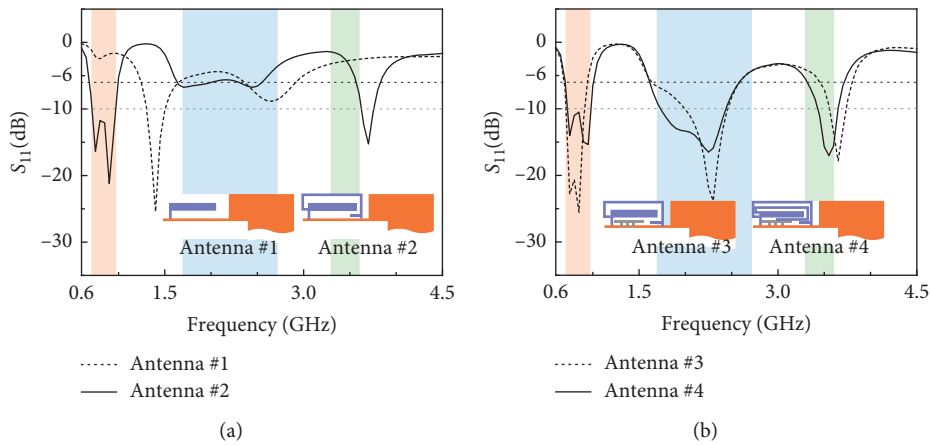 0
−6
−10
−20
−30
S11(dB)
Antenna #1
Antenna #2
0.6
1.5
3.0
4.5
Frequency (GHz)
Antenna #1
Antenna #2
(a)
0
−6
−10
−20
−30
S11(dB)
Antenna #3
Antenna #4
0.6
1.5
3.0
4.5
Frequency (GHz)
Antenna #3
Antenna #4
(b)